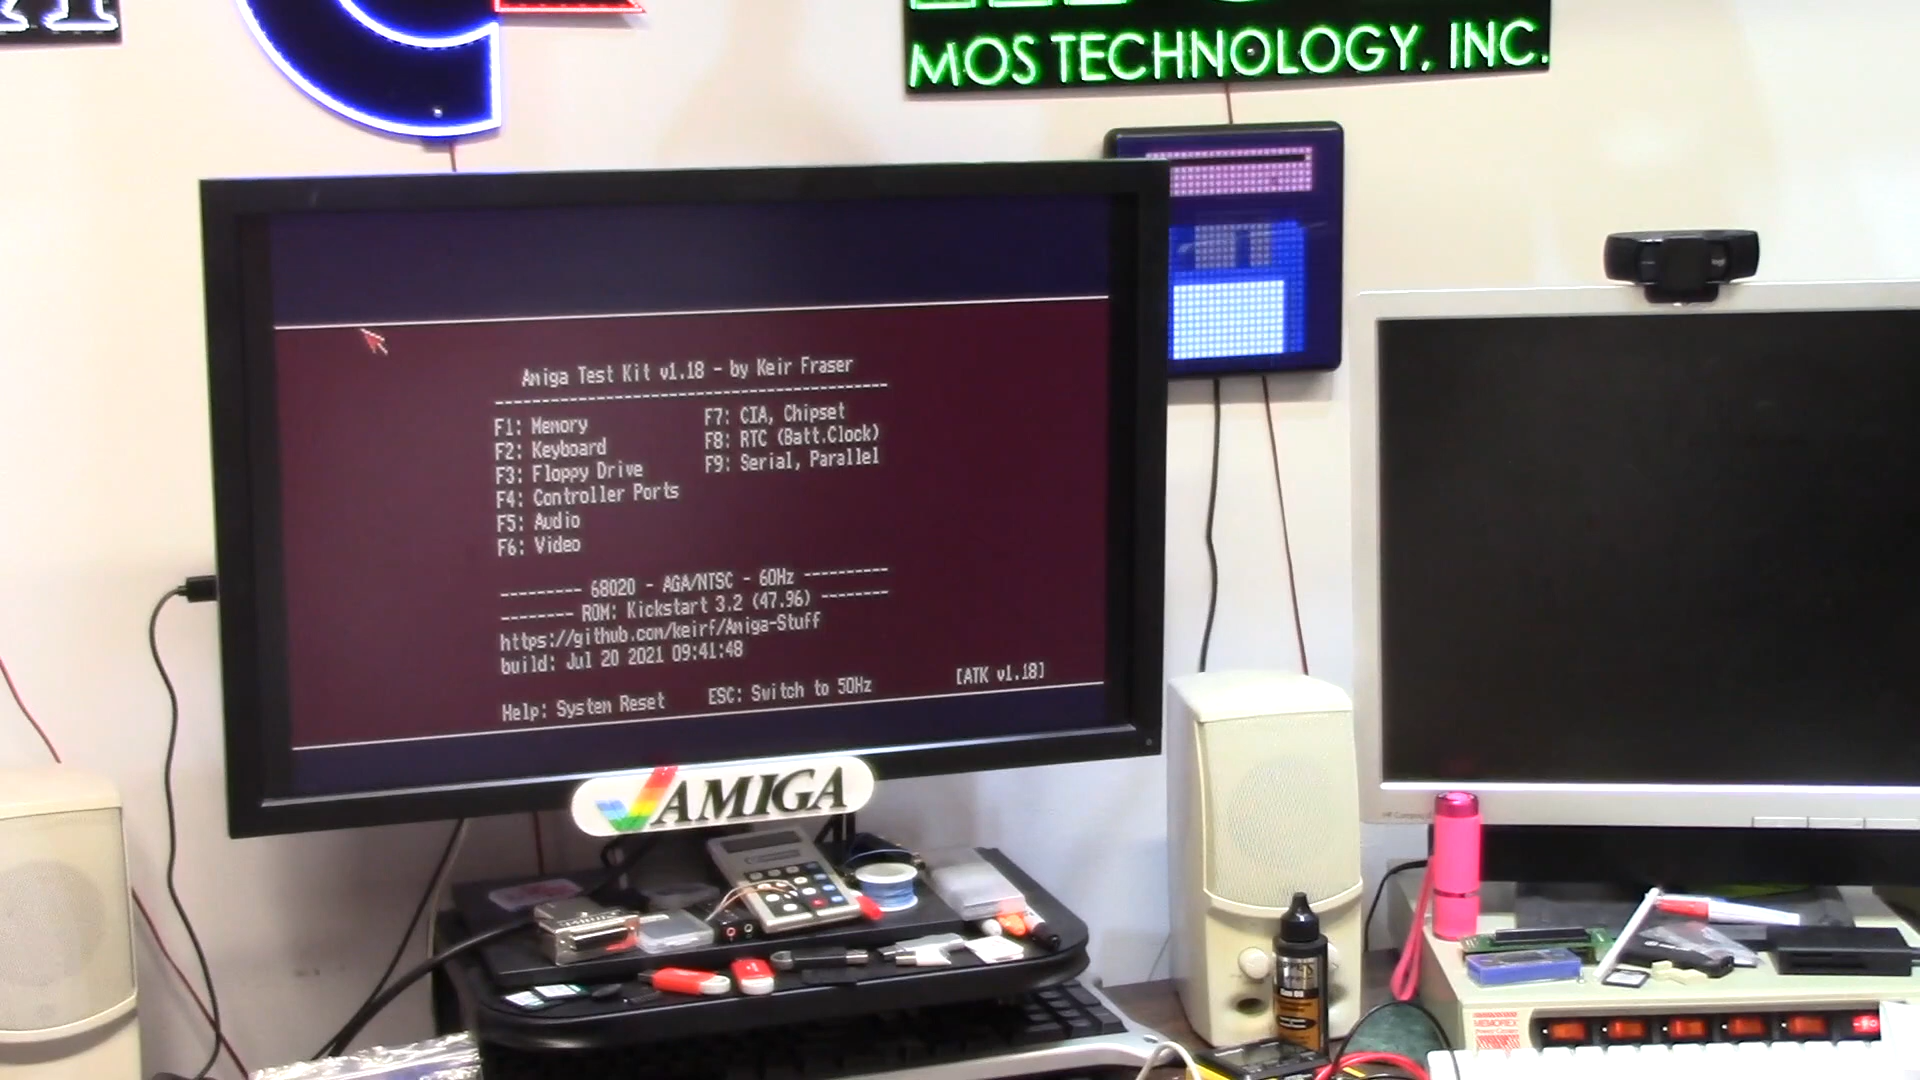 MOS TECHNOLOGY, INC.
Amiga Test Kit v1.18 - by Keir Fraser
F1: Memory
F2: Keyboard
F3: Floppy Drive
F4: Controller Ports
F5: Audio
F6: Video
F7: CIA, Chipset
F8: RTC (Batt.Clock)
F9: Serial, Parallel
--------- 68020 - AGA/NTSC - 60Hz ----------
-------- ROM: Kickstart 3.2 (47.96) --------
https://github.com/keirf/Amiga-Stuff
build: Jul 20 2021 09:41:48
Help: System Reset
ESC: Switch to 50Hz
[ATK v1.18]
AMIGA
MEMOREX